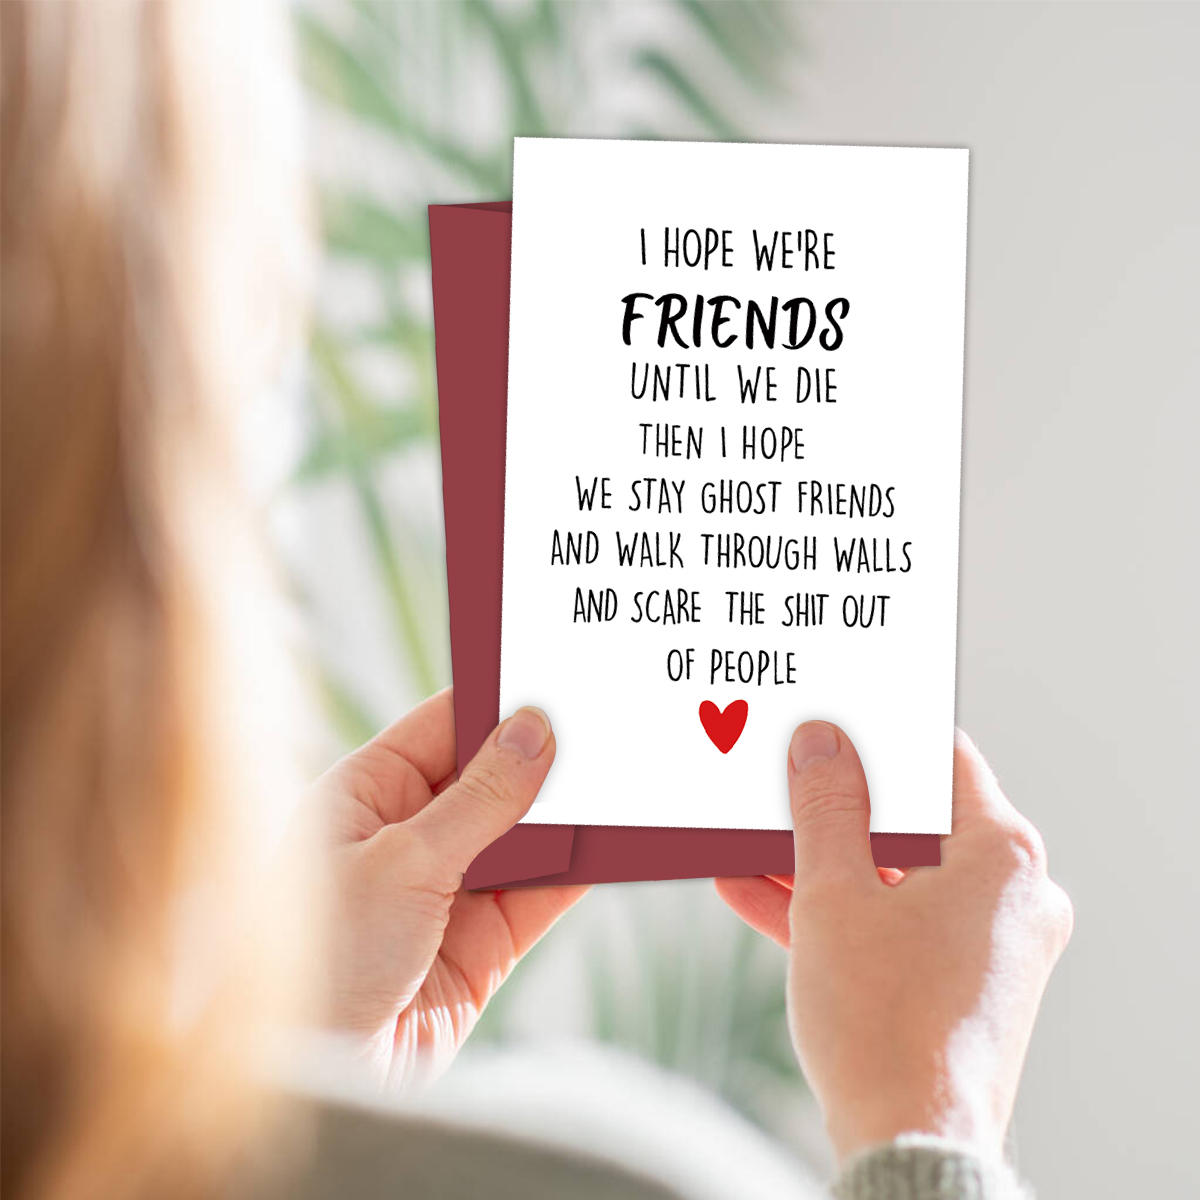 I HOPE WE'RE
FRIENDS
UNTIL WE DIE
THEN I HOPE
WE STAY GHOST FRIENDS
AND WALK THROUGH WALLS
AND SCARE THE SHIT OUT
OF PEOPLE